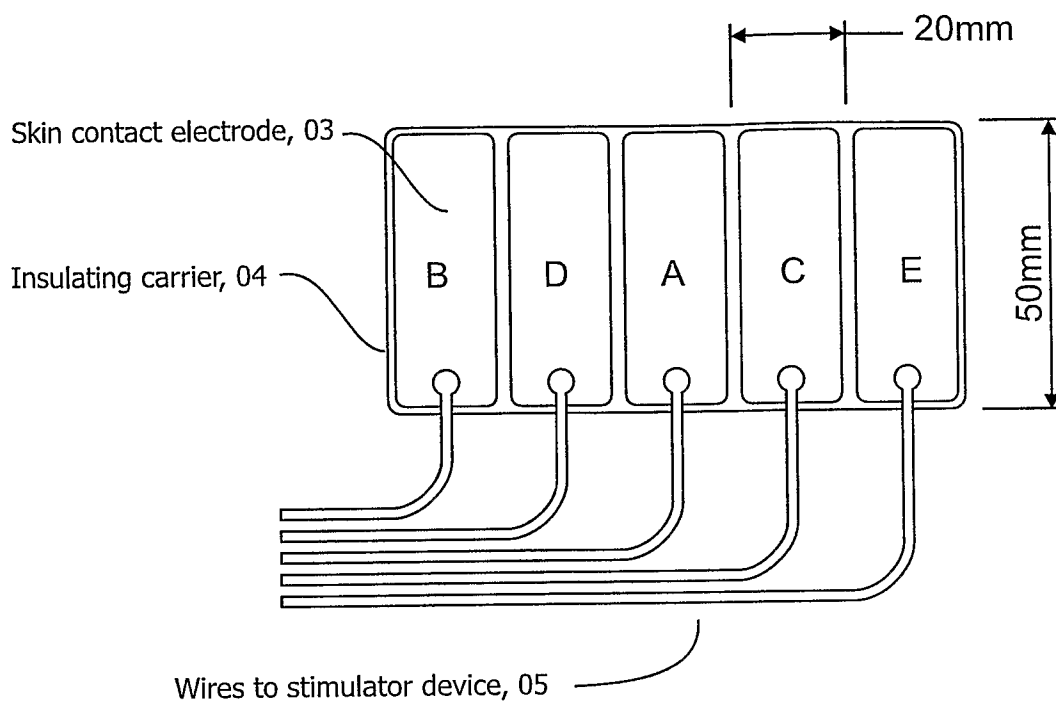 20mm
Skin contact electrode, 03
Insulating carrier, 04
B D A C E
50mm
Wires to stimulator device, 05